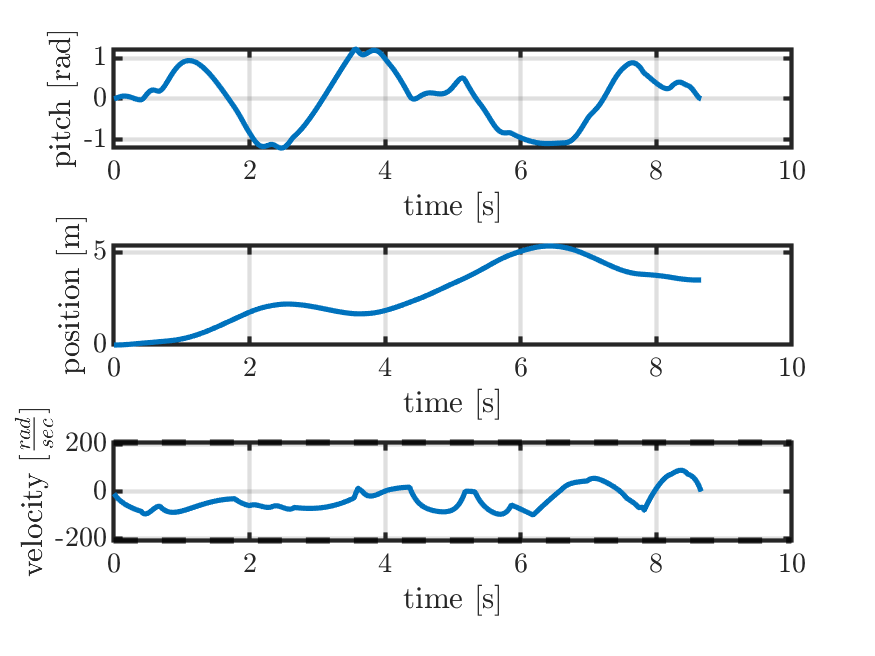 pitch [rad]
1
0
-1
0 2 4 6 8 10
time [s]
position [m]
5
0
0 2 4 6 8 10
time [s]
velocity [rad/sec]
200
0
-200
0 2 4 6 8 10
time [s]